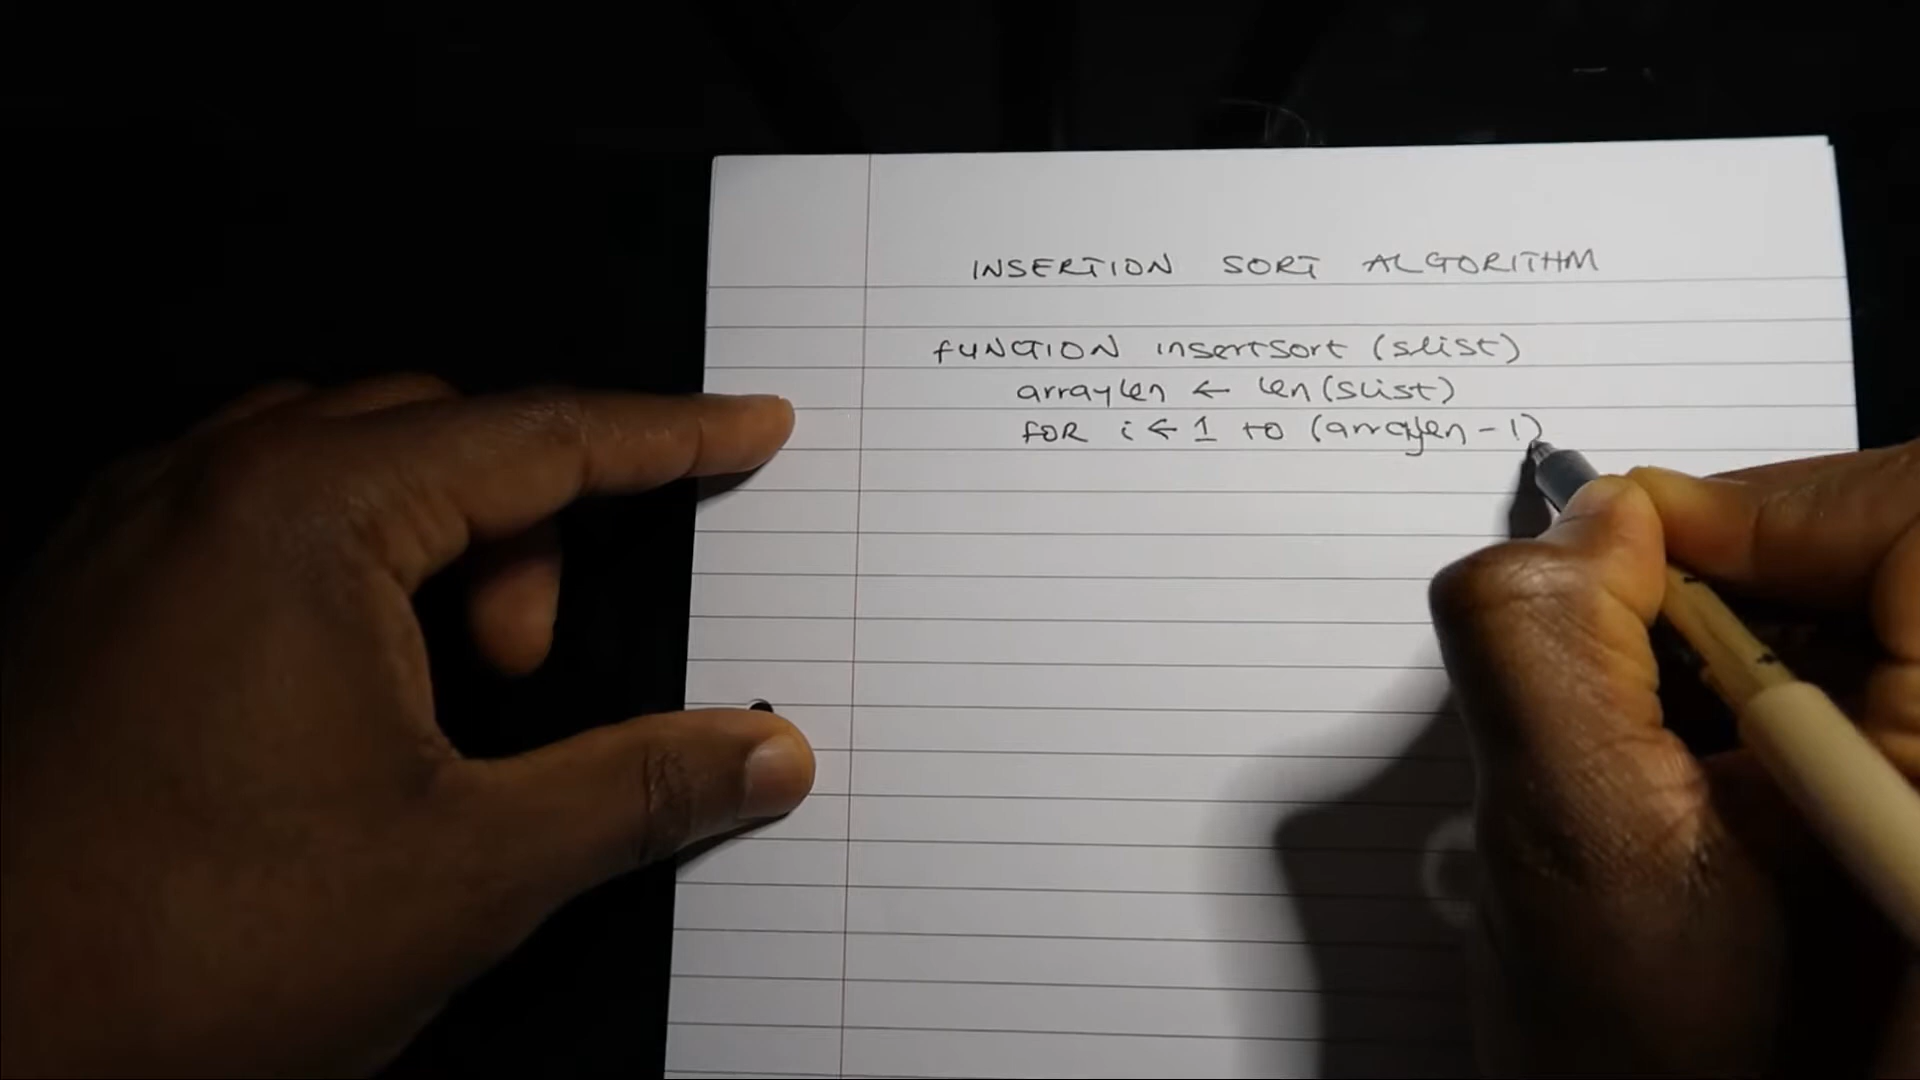 INSERTION SORT ALGORITHM
FUNCTION insertsort (slist)
arraylen ← len(slist)
FOR i ← 1 to (arraylen - 1)